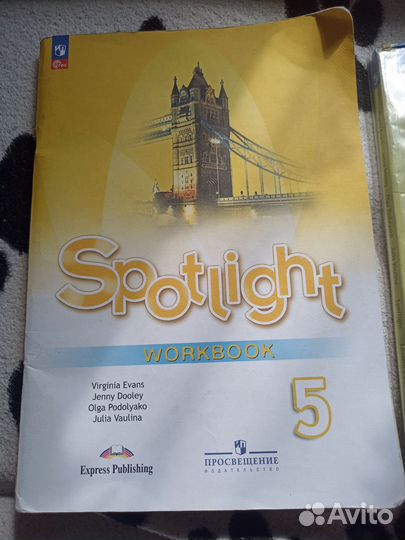 Spotlight
WORKBOOK
Virginia Evans
Jenny Dooley
Olga Podolyako
Julia Vaulina
5
Express Publishing
ПРОСВЕЩЕНИЕ
ИЗДАТЕЛЬСТВО
Avito